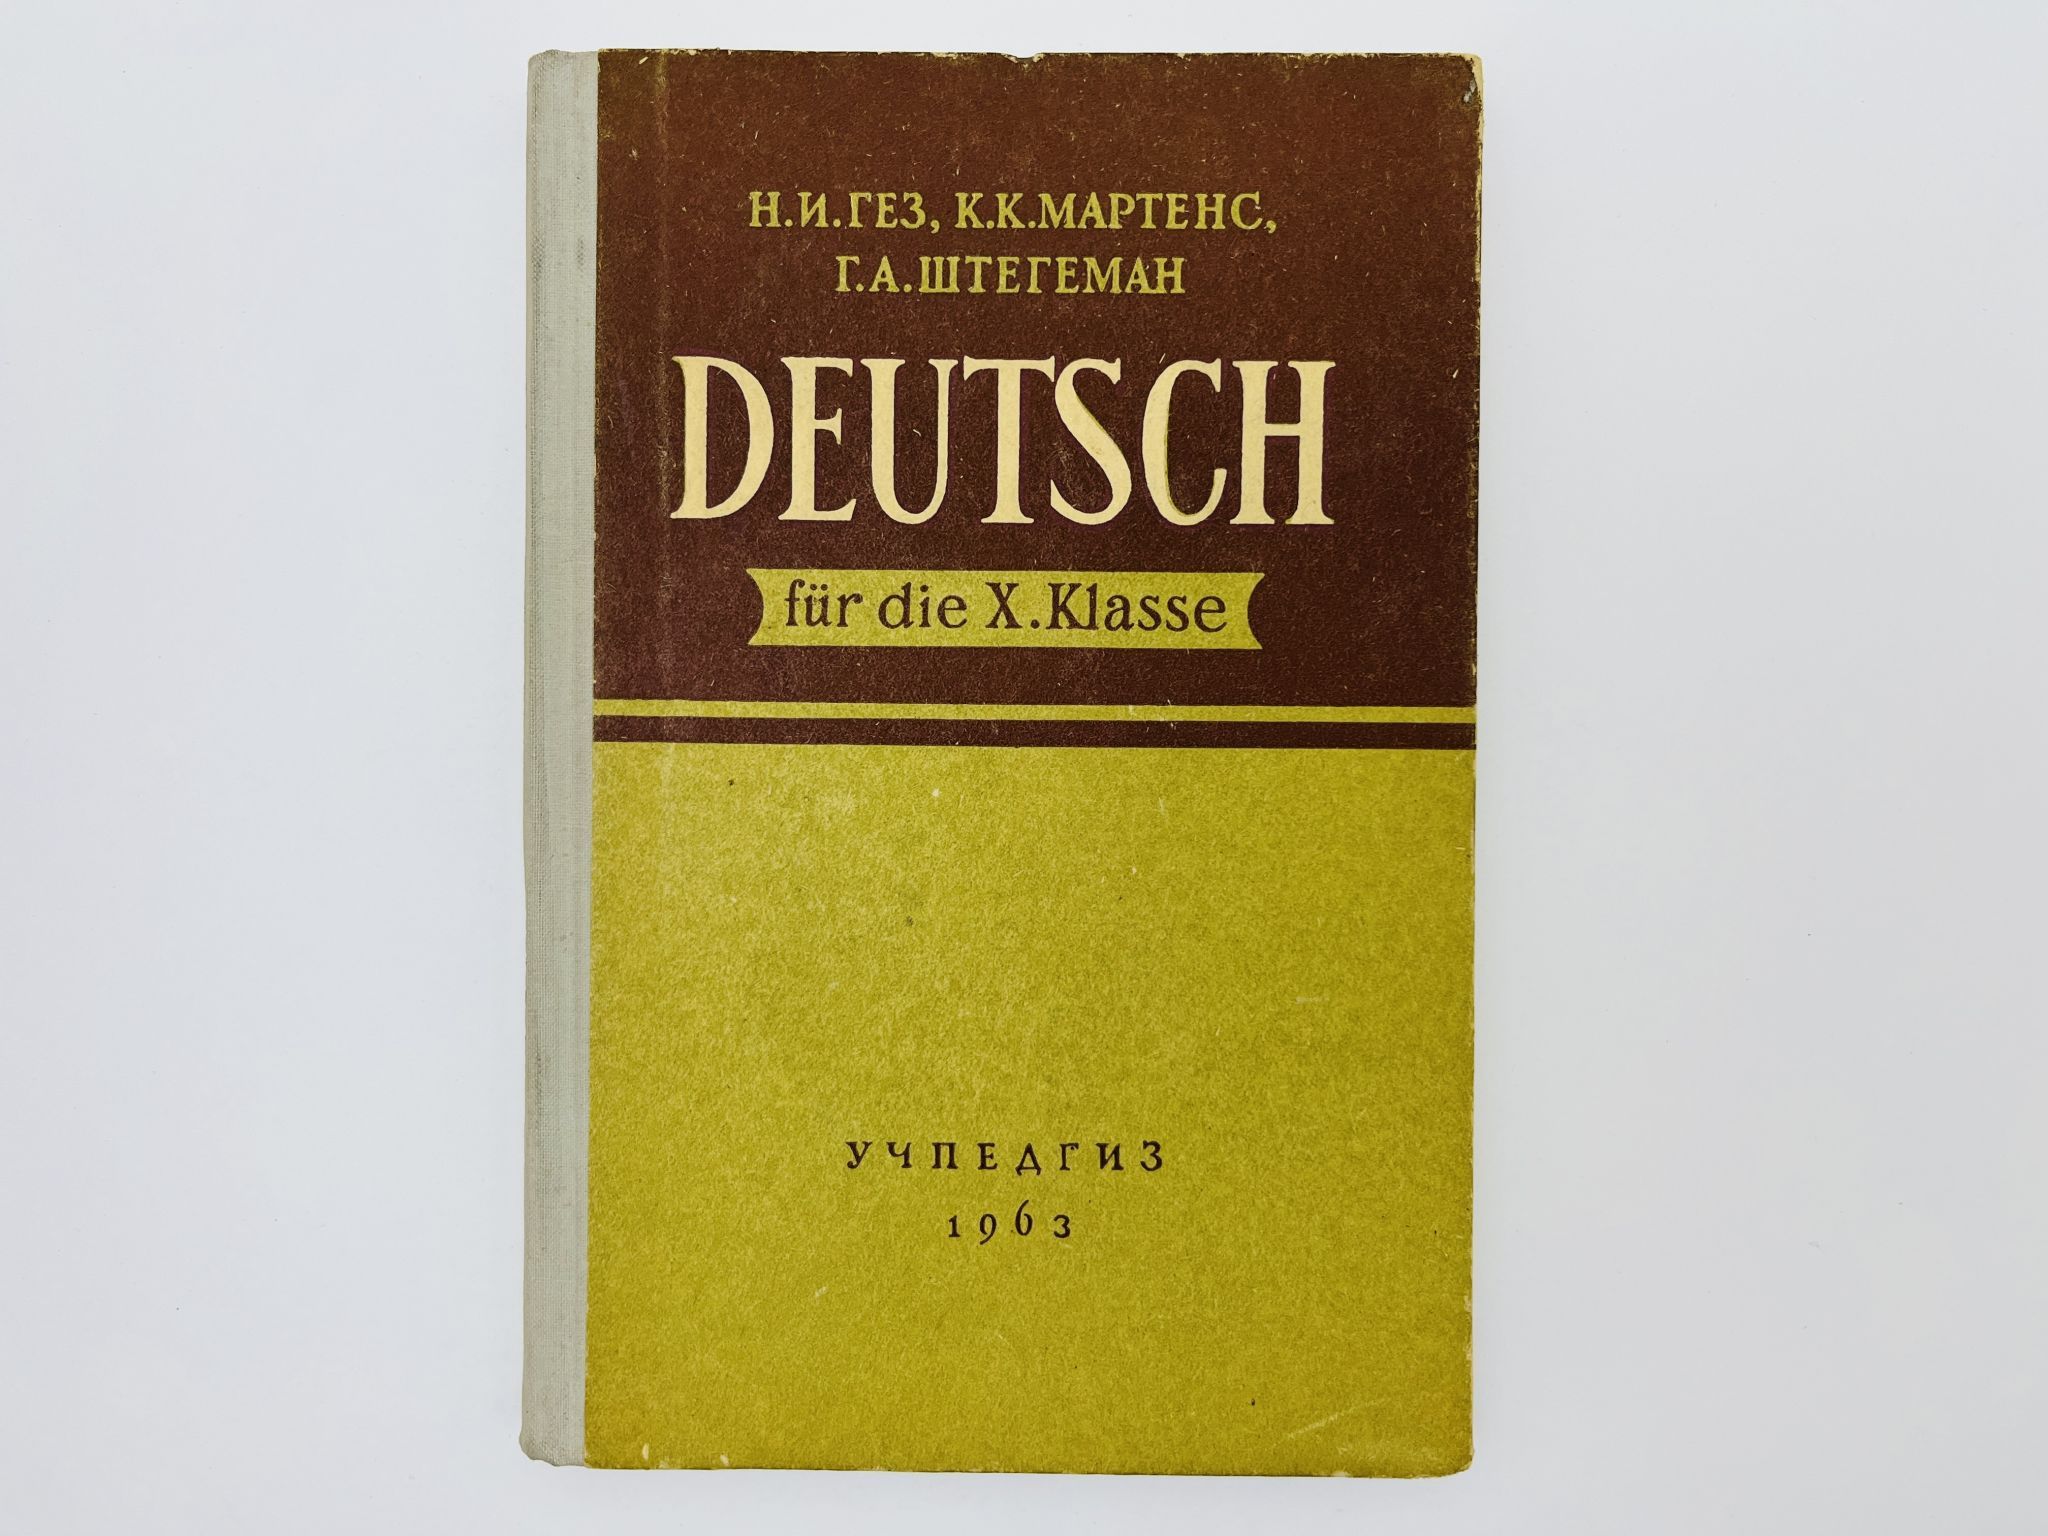 Н.И.ГЕЗ, К.К.МАРТЕНС,
Г.А.ШТЕГЕМАН
DEUTSCH
für die X.Klasse
УЧПЕДГИЗ
1963